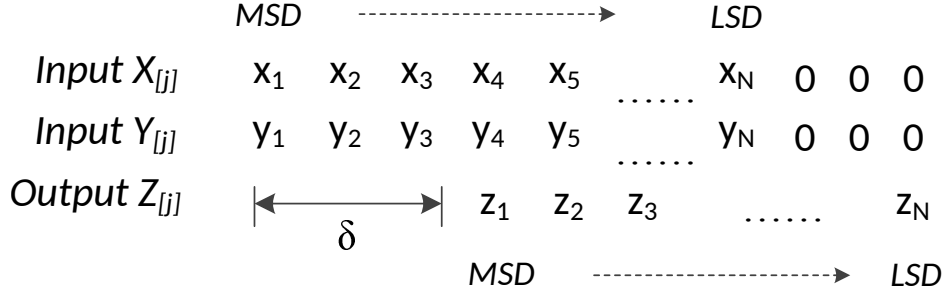 MSD LSD
Input X[j] x1 x2 x3 x4 x5 ...... xN 0 0 0
Input Y[j] y1 y2 y3 y4 y5 ...... yN 0 0 0
Output Z[j] z1 z2 z3 ...... zN
δ
MSD LSD